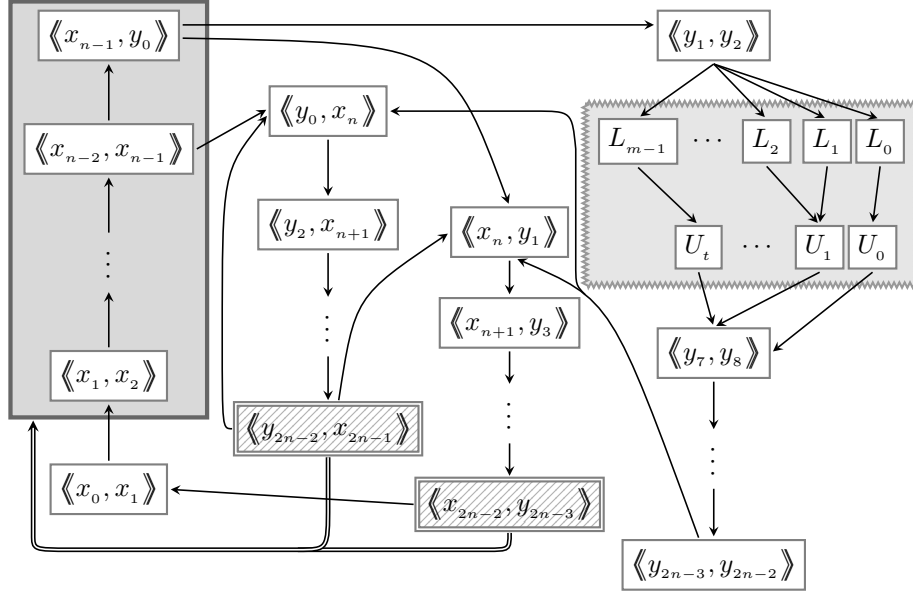 ⟪x_{n−1}, y_0⟫
⟪y_1, y_2⟫
⟪y_0, x_n⟫
⟪x_{n−2}, x_{n−1}⟫
L_{m−1} ⋯ L_2 L_1 L_0
⟪y_2, x_{n+1}⟫
⟪x_n, y_1⟫
U_t ⋯ U_1 U_0
⋮
⋮
⟪x_{n+1}, y_3⟫
⟪y_7, y_8⟫
⟪x_1, x_2⟫
⋮
⟪y_{2n−2}, x_{2n−1}⟫
⋮
⟪x_0, x_1⟫
⟪x_{2n−2}, y_{2n−3}⟫
⟪y_{2n−3}, y_{2n−2}⟫